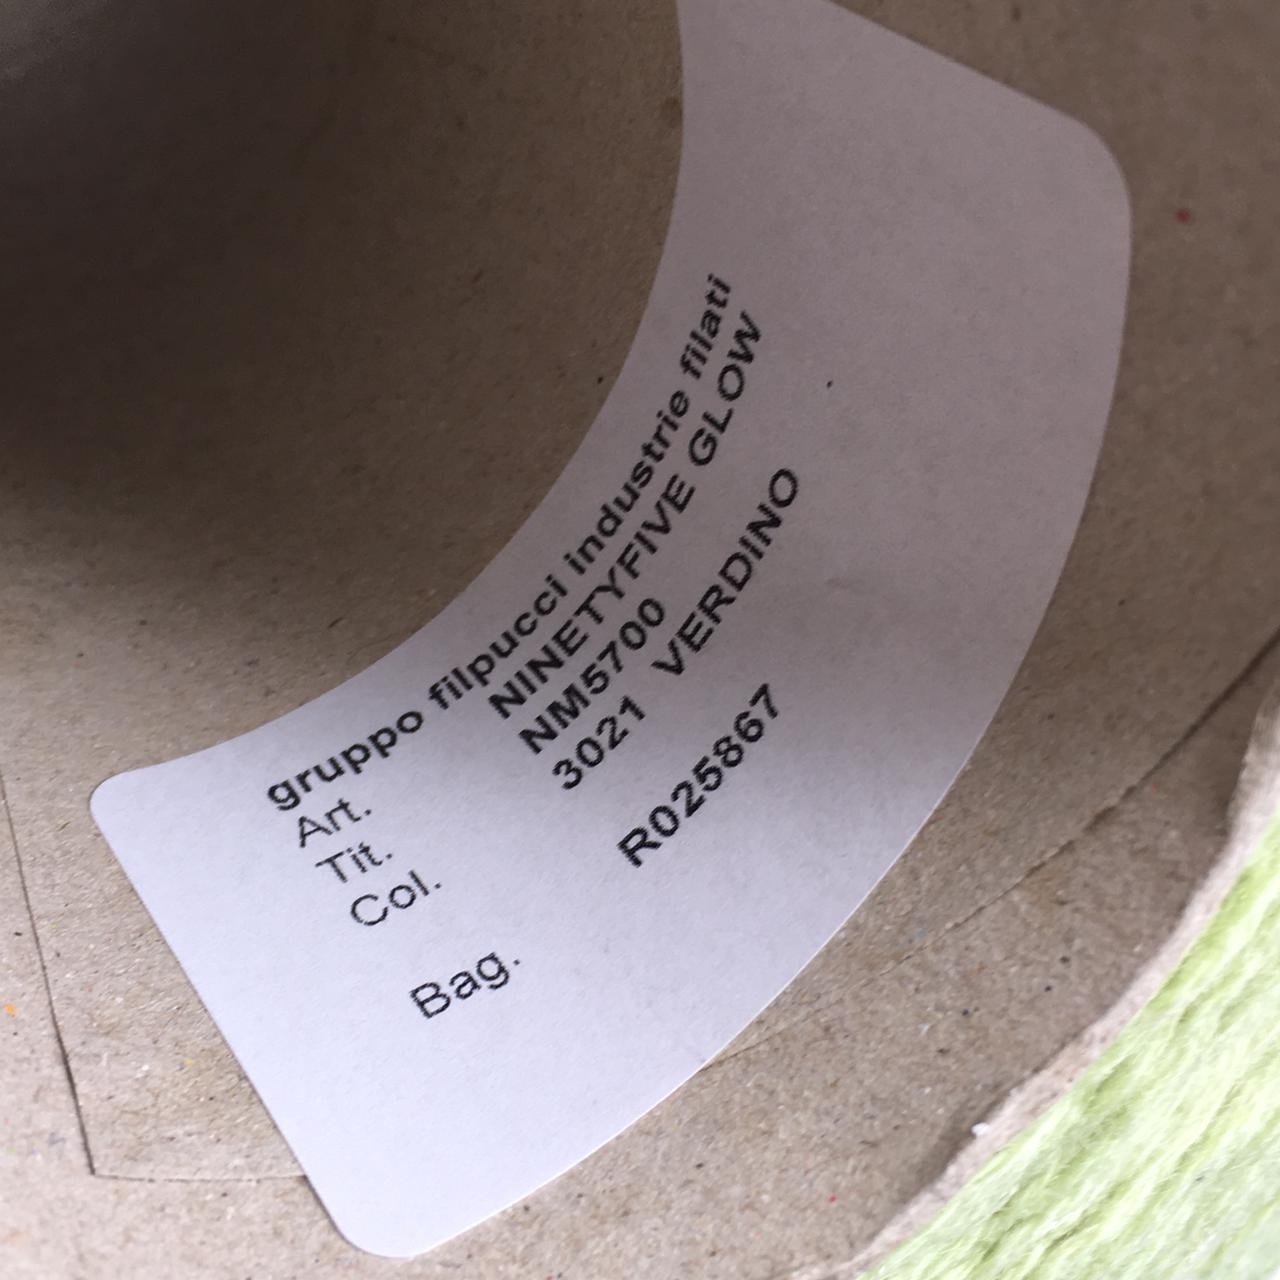 gruppo filpucci industrie filati
Art. NINETYFIVE GLOW
Tit. NM5700
Col. 3021 VERDINO
Bag. R025867